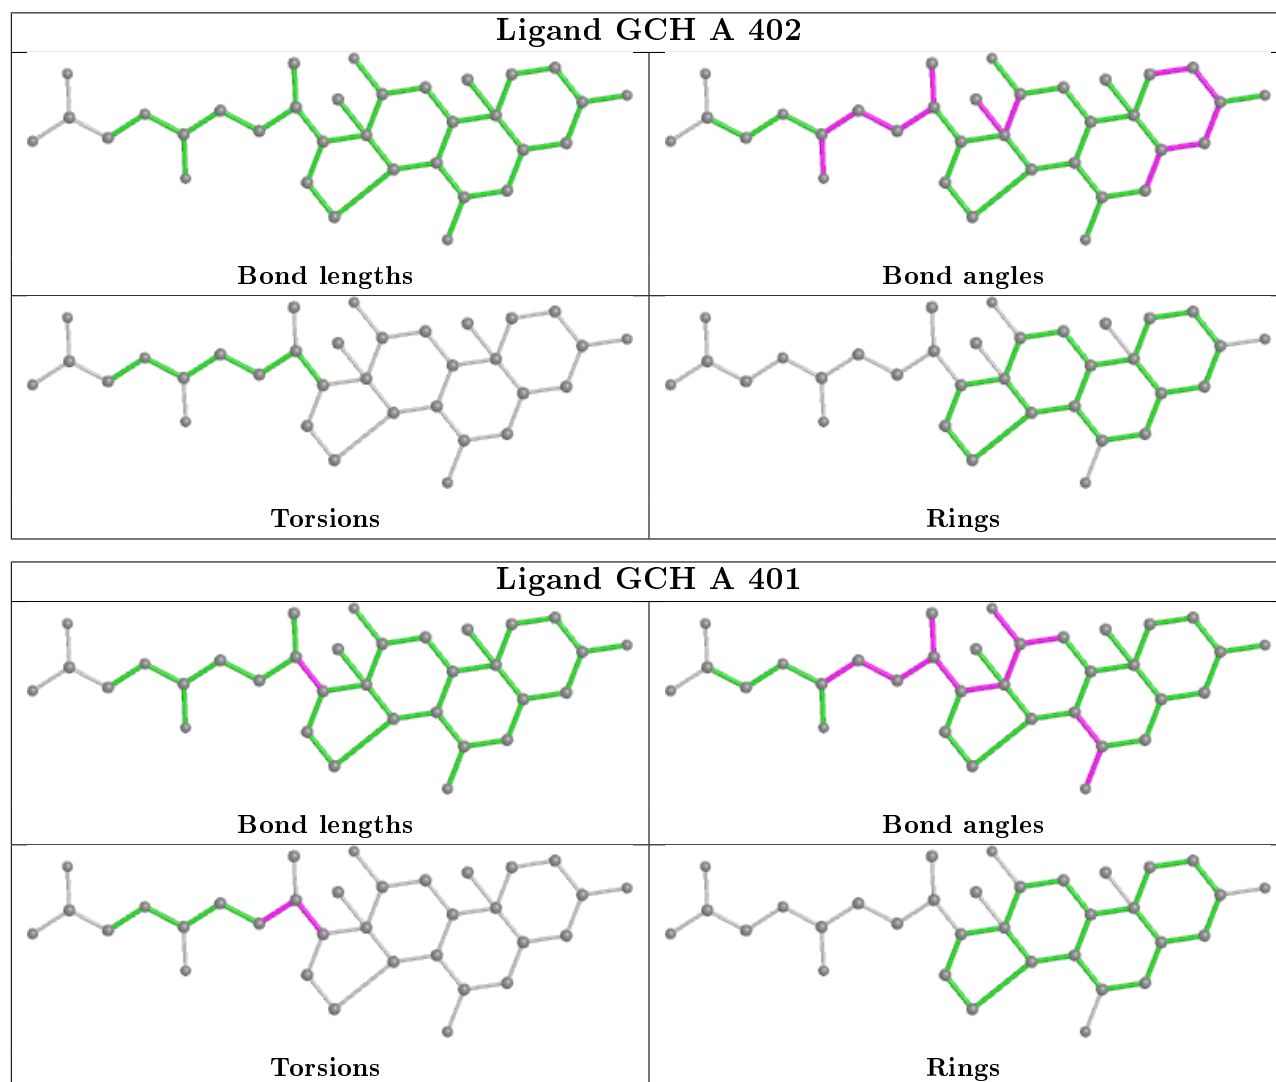 Ligand GCH A 402
Bond lengths
Bond angles
Torsions
Rings
Ligand GCH A 401
Bond lengths
Bond angles
Torsions
Rings